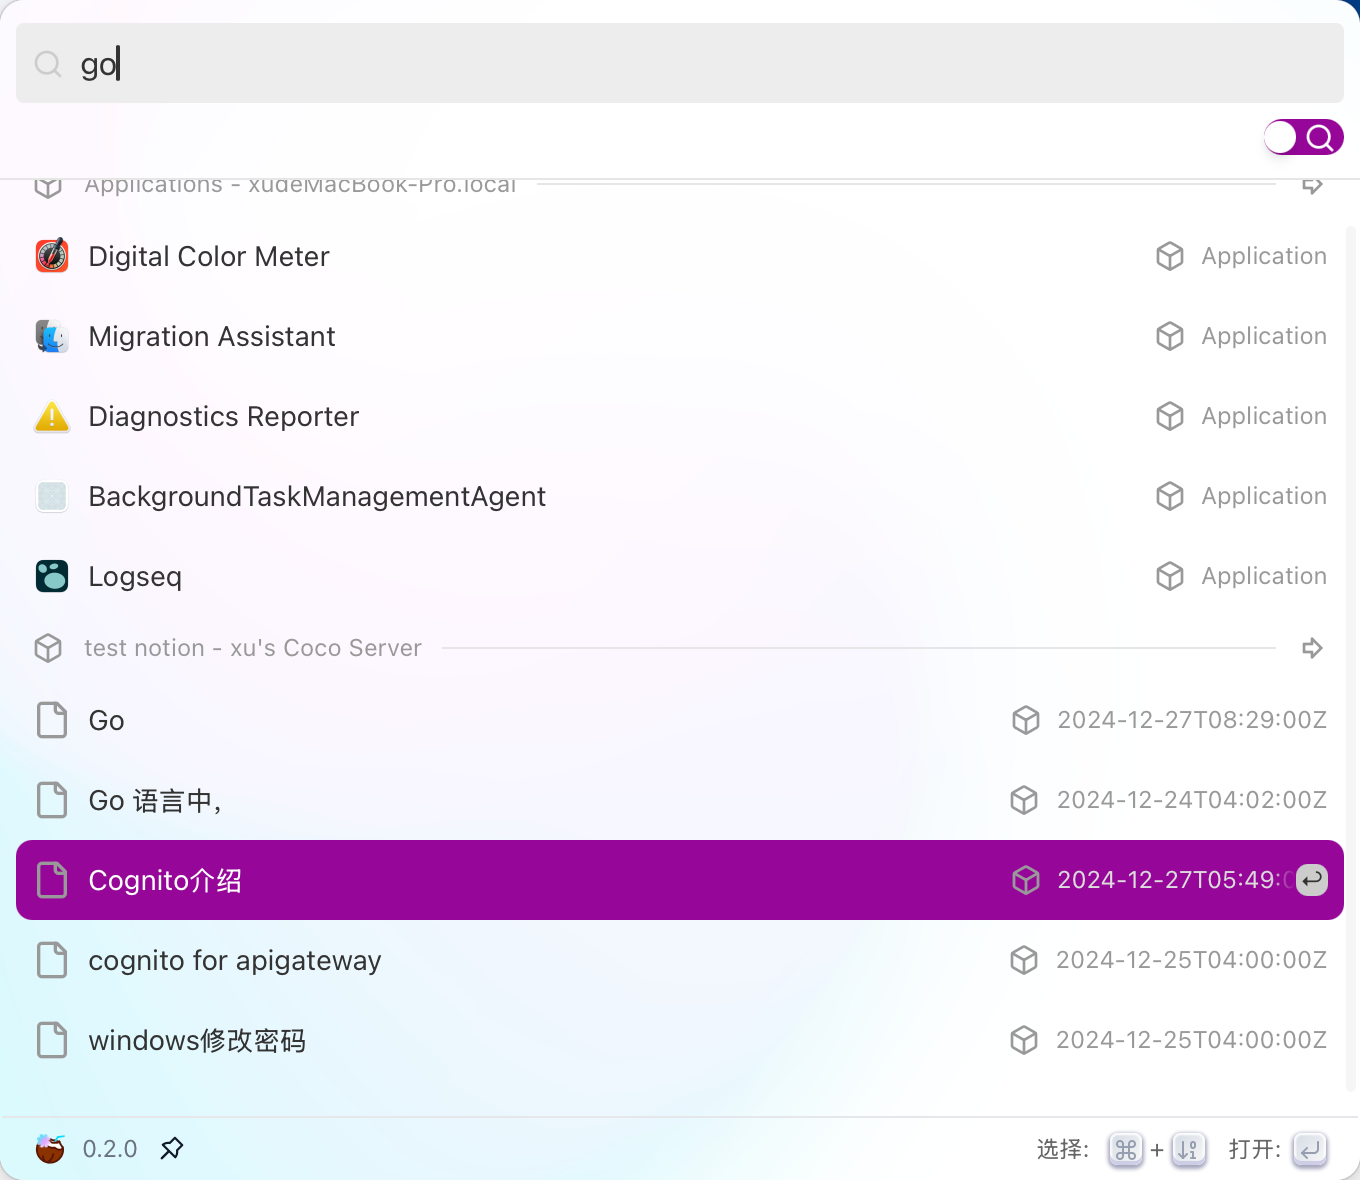 go
Applications - xudeMacBook-Pro.local
Digital Color Meter Application
Migration Assistant Application
Diagnostics Reporter Application
BackgroundTaskManagementAgent Application
Logseq Application
test notion - xu's Coco Server
Go 2024-12-27T08:29:00Z
Go 语言中, 2024-12-24T04:02:00Z
Cognito介绍 2024-12-27T05:49:
cognito for apigateway 2024-12-25T04:00:00Z
windows修改密码 2024-12-25T04:00:00Z
0.2.0 选择: ⌘ + 打开: